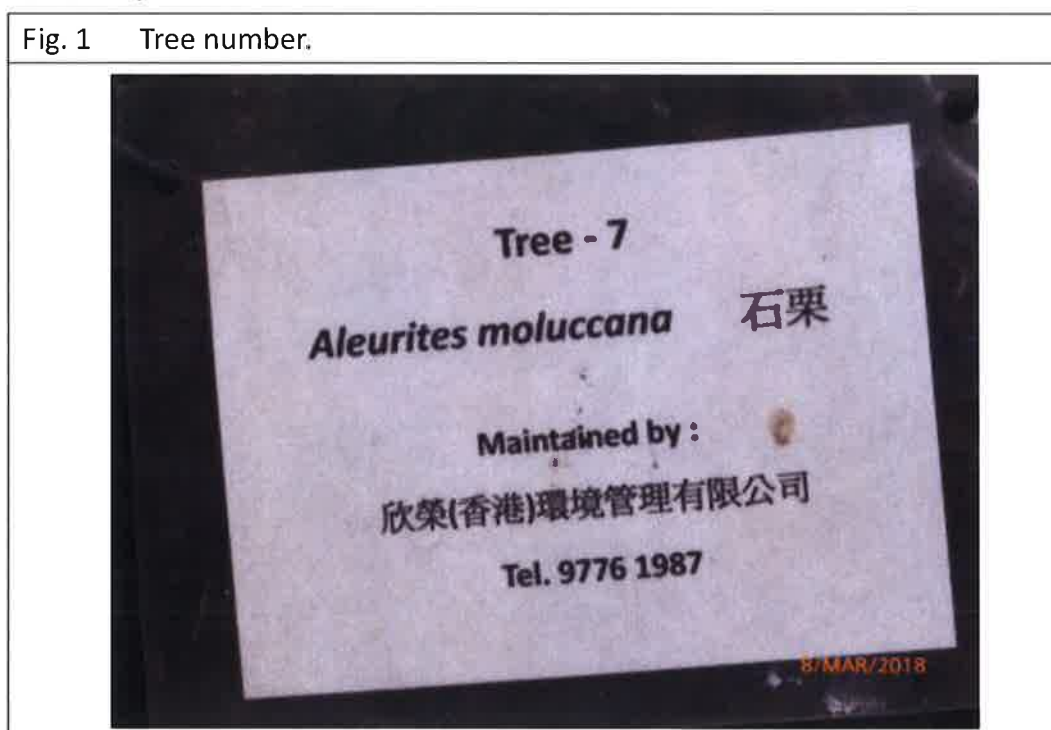 Fig. 1 Tree number.
Tree - 7
Aleurites moluccana 石栗
Maintained by :
欣榮(香港)環境管理有限公司
Tel. 9776 1987
8/MAR/2018